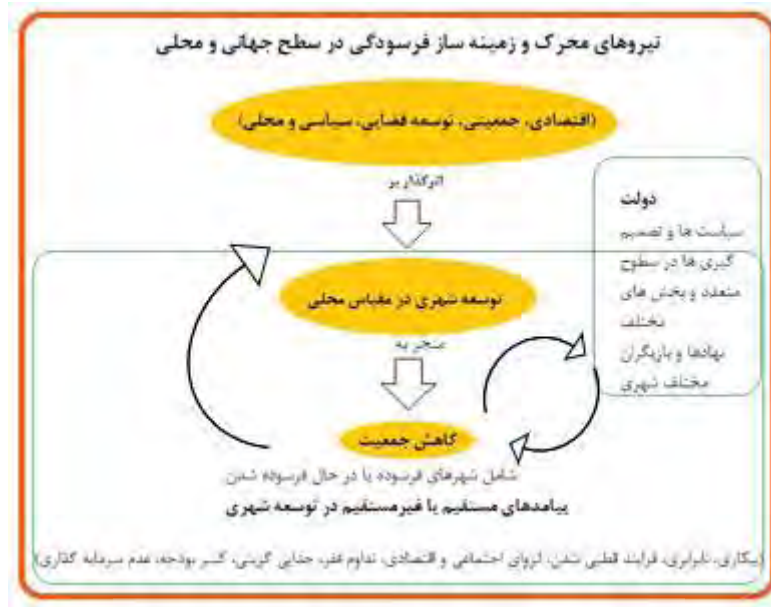 نیروهای محرک و زمینه ساز فرسودگی در سطح جهانی و محلی
(اقتصادی، جمعیتی، توسعه فضایی، سیاسی و محلی)
اثرگذار بر
دولت
سیاست ها و تصمیم
گیری ها در سطوح
متعدد و بخش های
مختلف
نهادها و بازیگران
مختلف شهری
توسعه شهری در مقیاس محلی
منجر به
کاهش جمعیت
شامل شهرهای فرسوده یا در حال فرسوده شدن
پیامدهای مستقیم یا غیرمستقیم در توسعه شهری
(بیکاری، نابرابری، فرایند قطبی شدن، انزوای اجتماعی و اقتصادی، تداوم فقر، جدایی گزینی، کسر بودجه، عدم سرمایه گذاری)